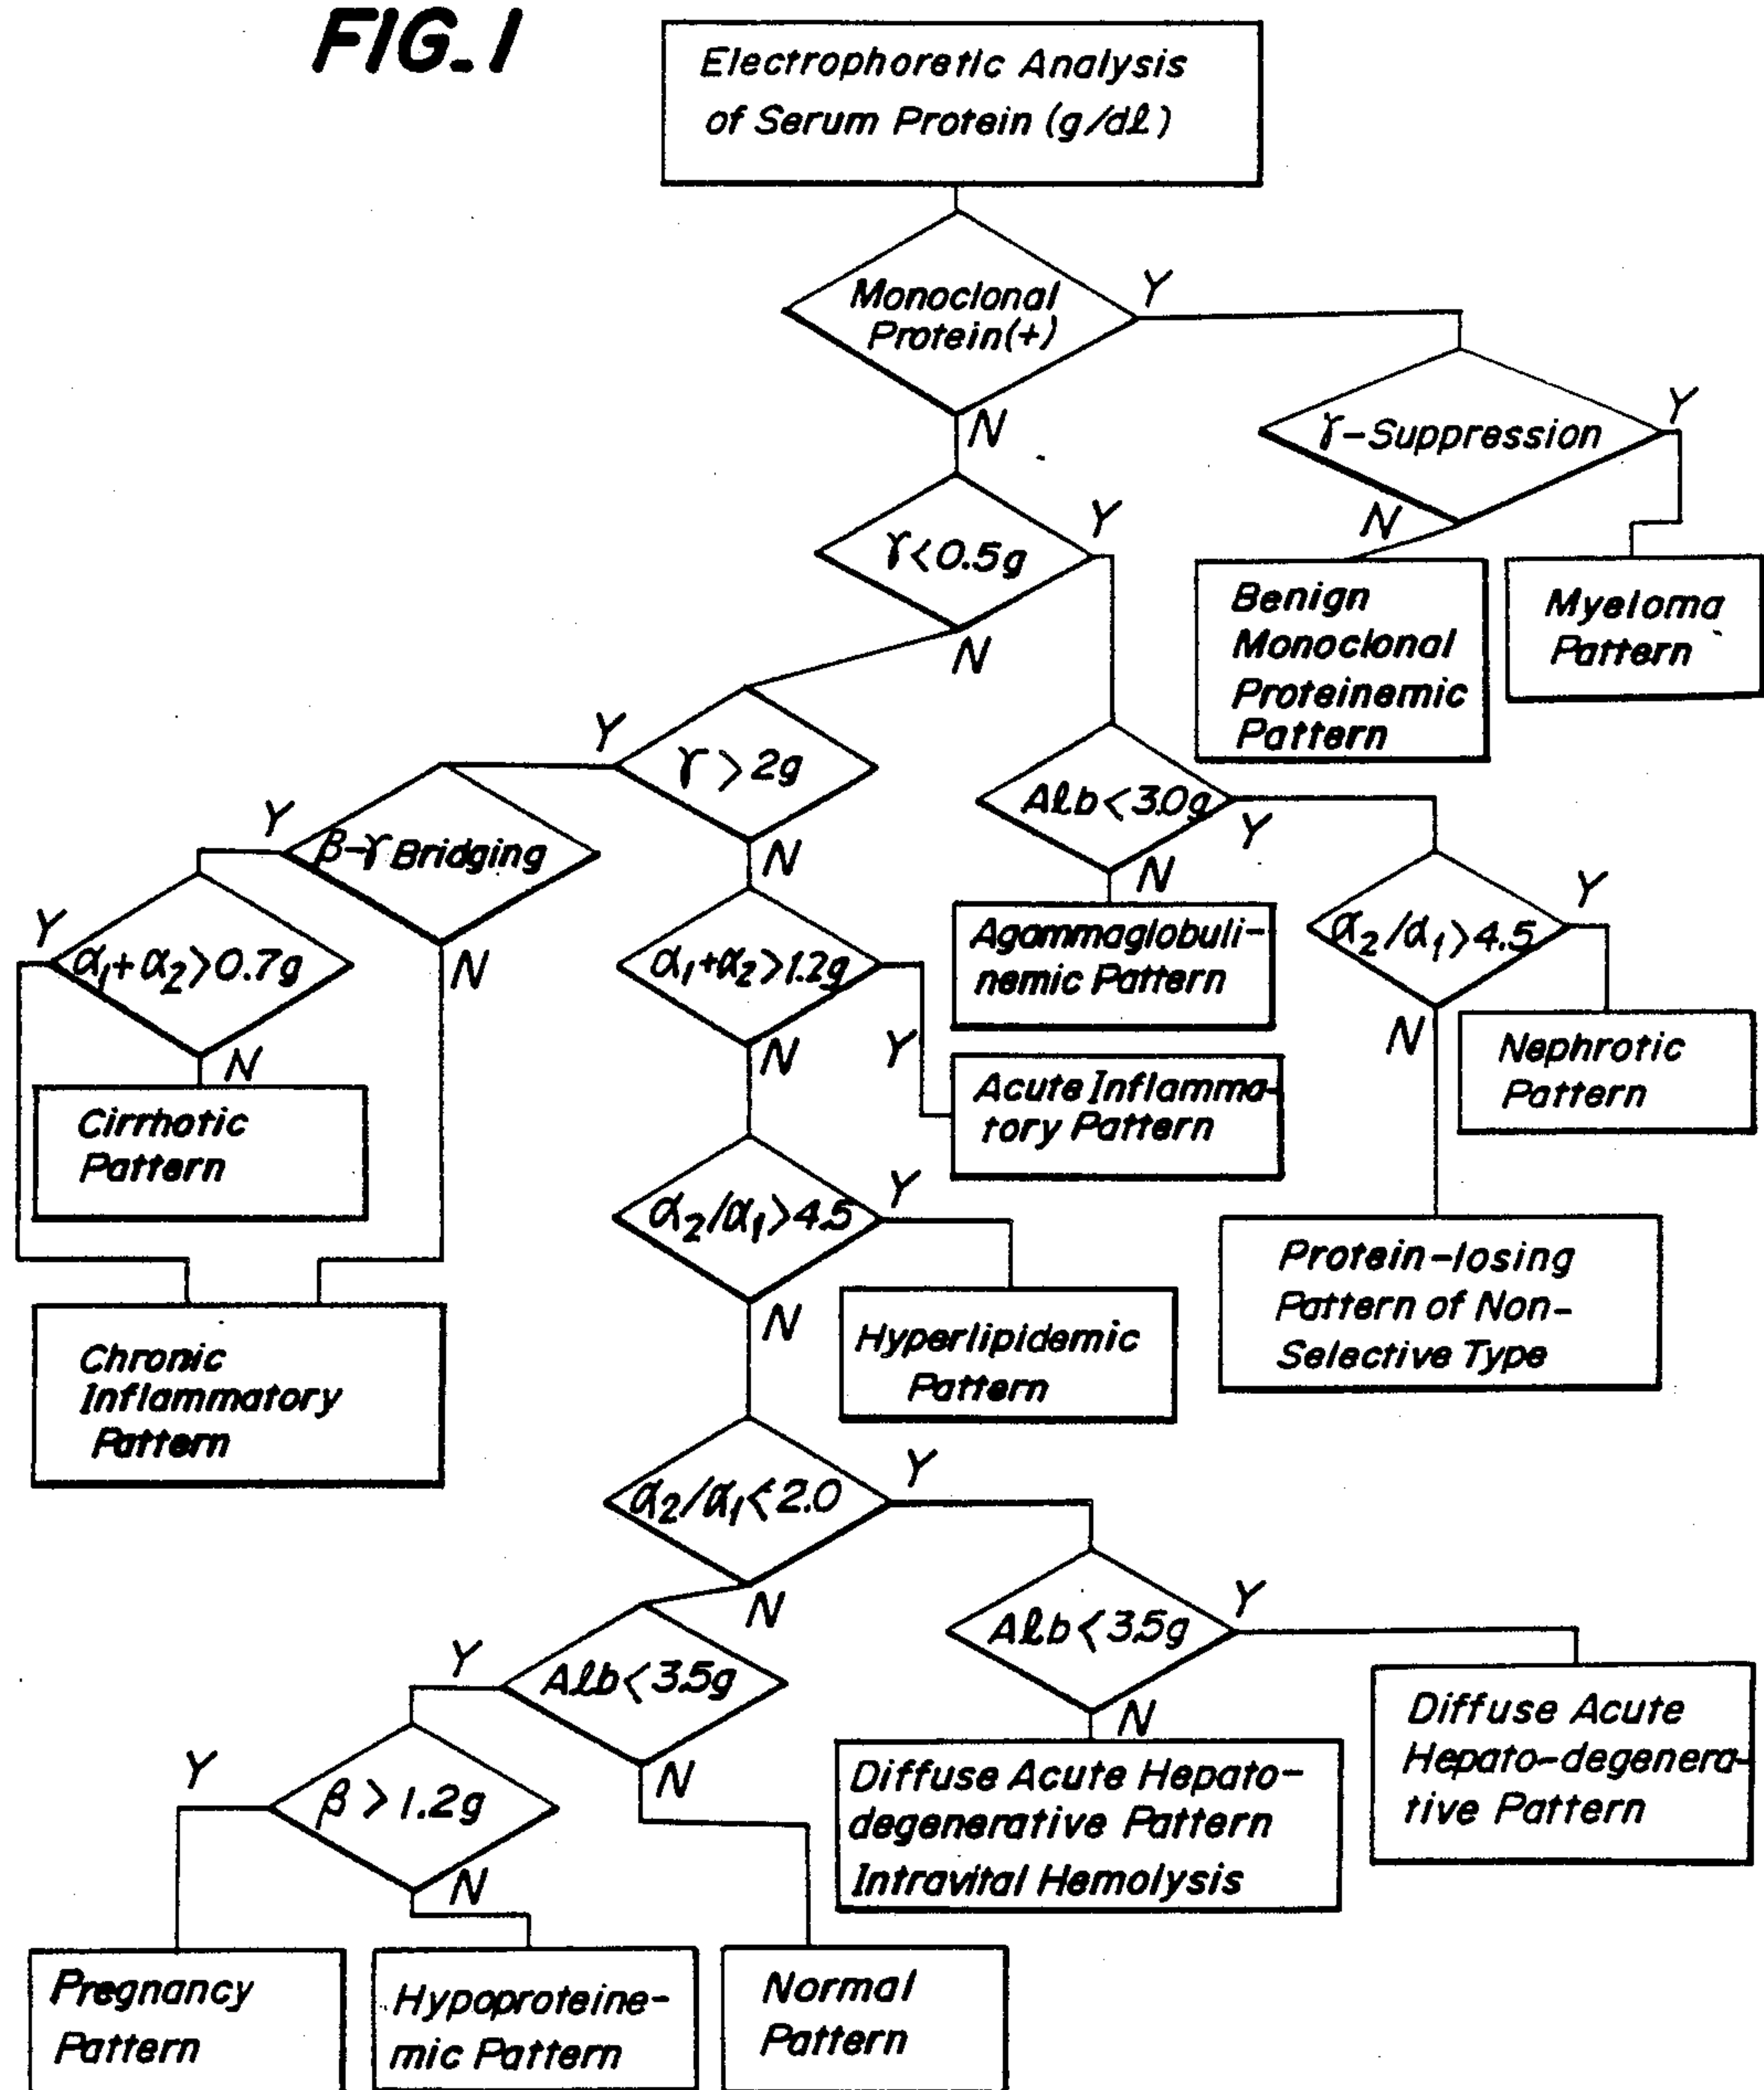 FIG. 1
Electrophoretic Analysis
of Serum Protein (g/dℓ)
Monoclonal
Protein(+)
Y
N
γ-Suppression
Y
N
γ<0.5g
Y
N
Benign
Monoclonal
Proteinemic
Pattern
Myeloma
Pattern
γ>2g
Y
N
Aℓb<3.0g
Y
N
β-γ Bridging
Y
N
α₁+α₂>0.7g
Y
N
α₁+α₂>1.2g
N
Y
Agammaglobuli-
nemic Pattern
α₂/α₁>4.5
Y
N
Cirrhotic
Pattern
Acute Inflamma-
tory Pattern
Nephrotic
Pattern
α₂/α₁>4.5
Y
N
Chronic
Inflammatory
Pattern
Hyperlipidemic
Pattern
Protein-losing
Pattern of Non-
Selective Type
α₂/α₁<2.0
Y
N
Aℓb<3.5g
Y
N
Aℓb<3.5g
Y
N
β>1.2g
Y
N
Diffuse Acute Hepato-
degenerative Pattern
Intravital Hemolysis
Diffuse Acute
Hepato-degenera-
tive Pattern
Pregnancy
Pattern
Hypoproteine-
mic Pattern
Normal
Pattern